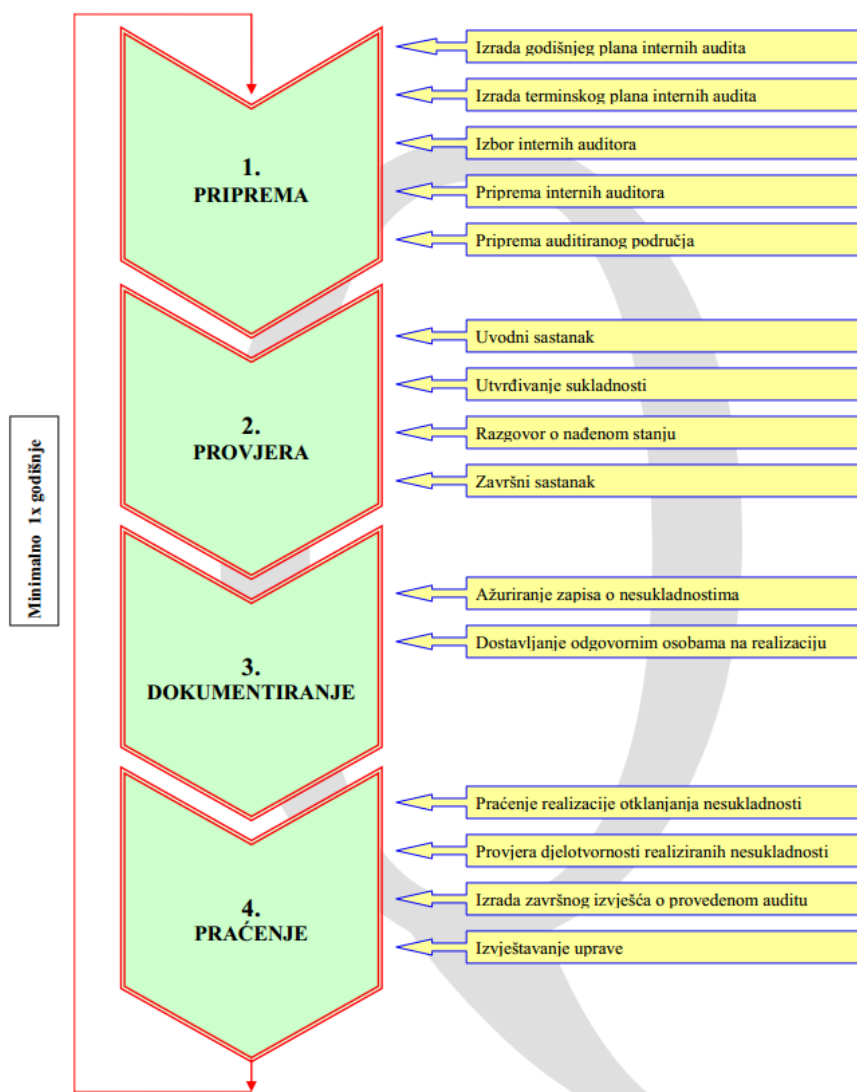 Minimalno 1x godišnje
1.
PRIPREMA
Izrada godišnjeg plana internih audita
Izrada terminskog plana internih audita
Izbor internih auditora
Priprema internih auditora
Priprema auditiranog područja
2.
PROVJERA
Uvodni sastanak
Utvrđivanje sukladnosti
Razgovor o nađenom stanju
Završni sastanak
3.
DOKUMENTIRANJE
Ažuriranje zapisa o nesukladnostima
Dostavljanje odgovornim osobama na realizaciju
4.
PRAĆENJE
Praćenje realizacije otklanjanja nesukladnosti
Provjera djelotvornosti realiziranih nesukladnosti
Izrada završnog izvješća o provedenom auditu
Izvještavanje uprave